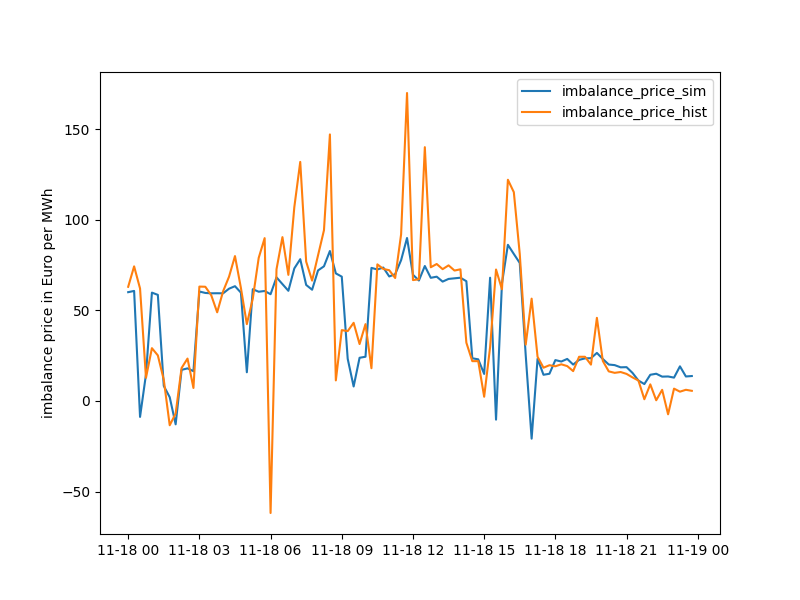 imbalance_price_sim
imbalance_price_hist
imbalance price in Euro per MWh
150
100
50
0
−50
11-18 00 11-18 03 11-18 06 11-18 09 11-18 12 11-18 15 11-18 18 11-18 21 11-19 00